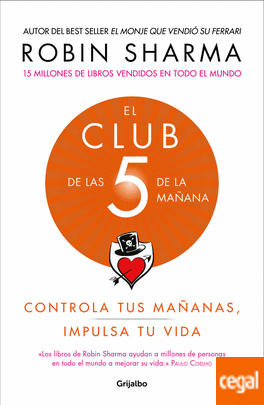 AUTOR DEL BEST SELLER EL MONJE QUE VENDIÓ SU FERRARI
ROBIN SHARMA
15 MILLONES DE LIBROS VENDIDOS EN TODO EL MUNDO
EL
CLUB
DE LAS 5 DE LA
MAÑANA
CONTROLA TUS MAÑANAS,
IMPULSA TU VIDA
«Los libros de Robin Sharma ayudan a millones de personas
en todo el mundo a mejorar su vida.» PAULO COELHO
Grijalbo
cegal